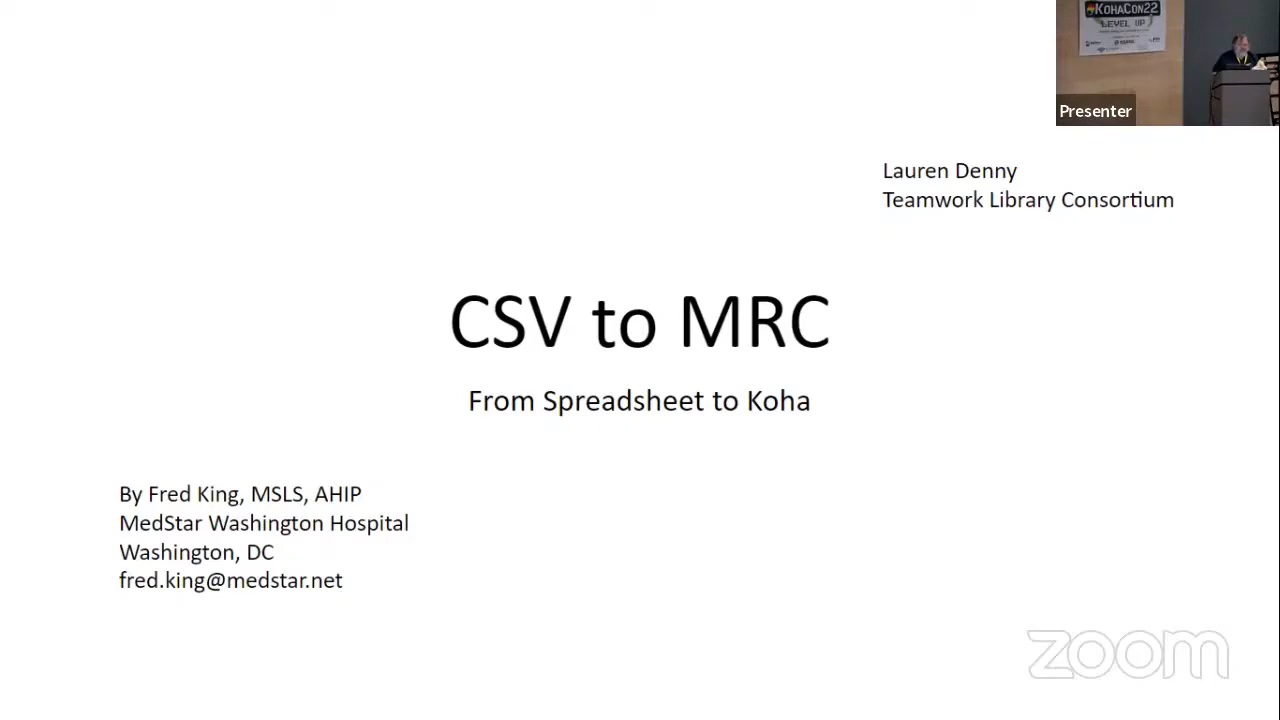 KOHACON22
LEVEL UP
Presenter
Lauren Denny
Teamwork Library Consortium
CSV to MRC
From Spreadsheet to Koha
By Fred King, MSLS, AHIP
MedStar Washington Hospital
Washington, DC
fred.king@medstar.net
zoom